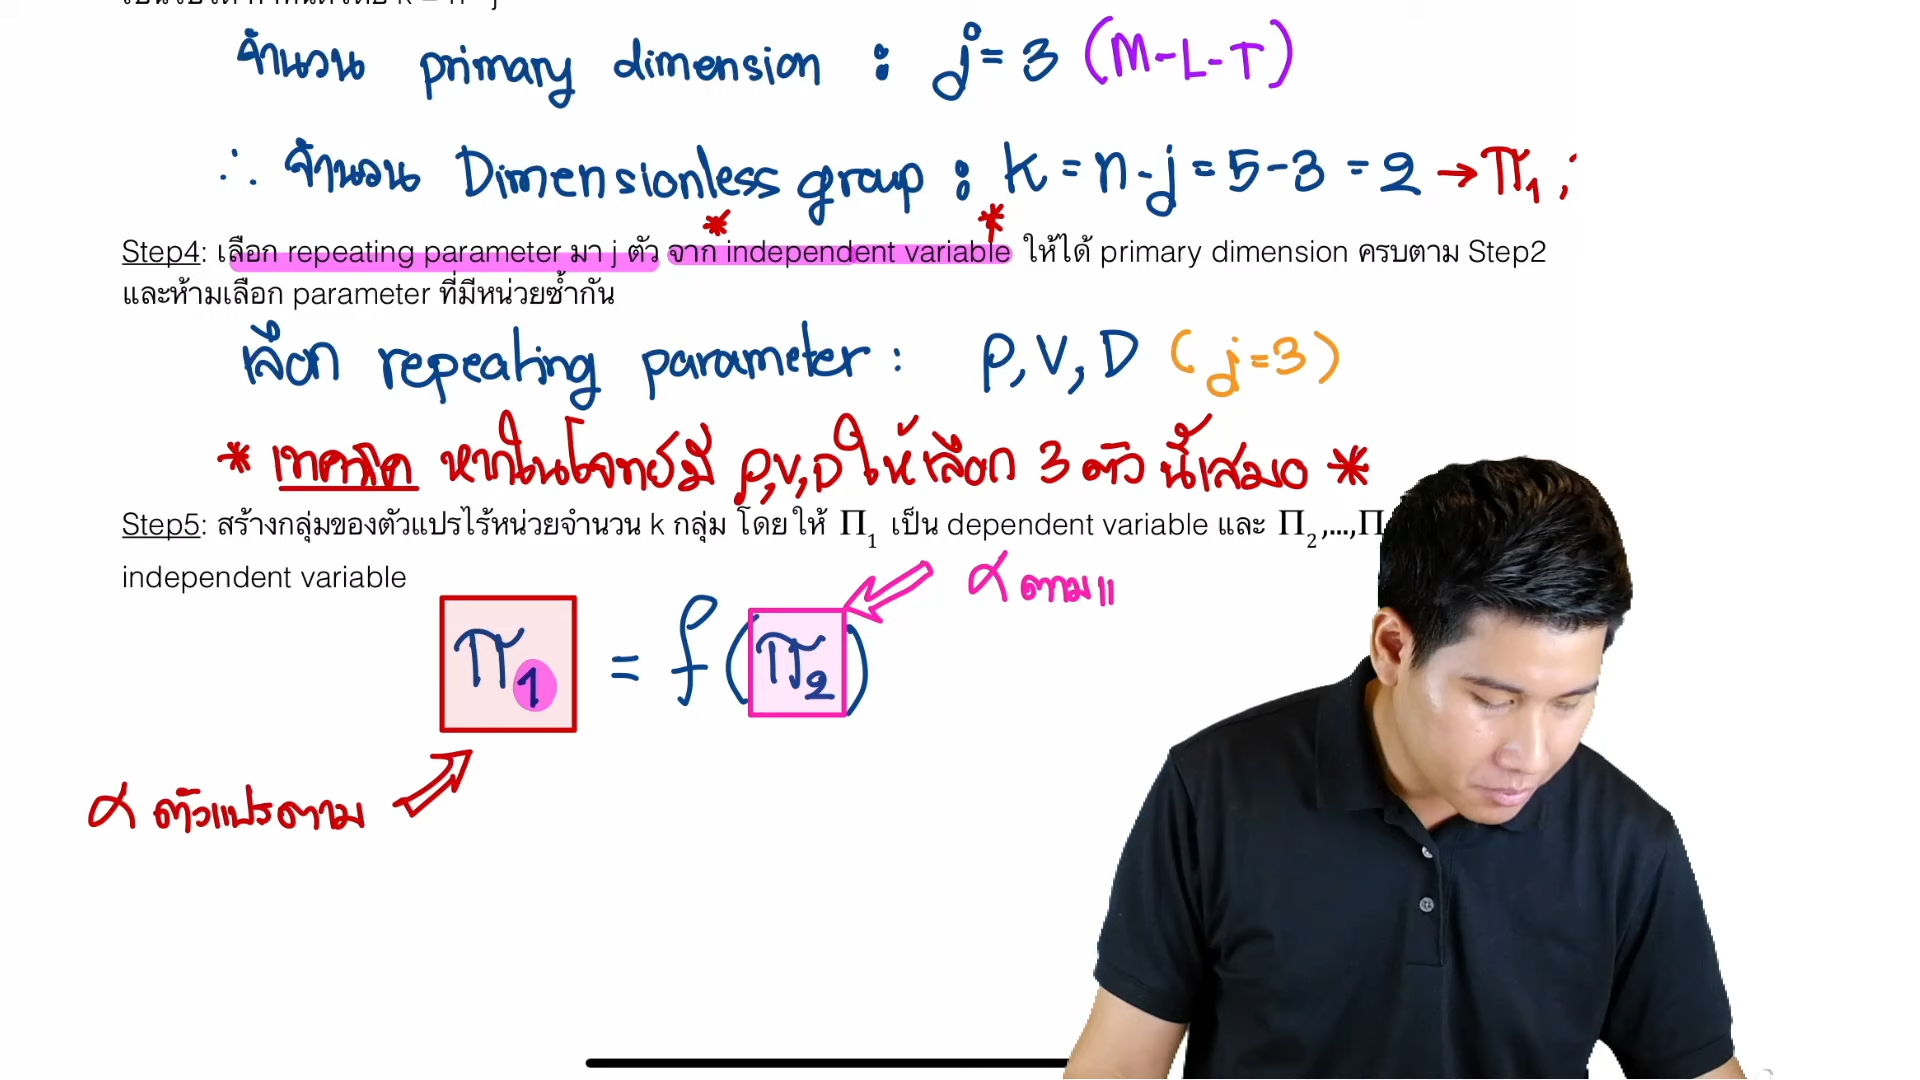 จำนวน primary dimension : j = 3 (M-L-T)
∴ จำนวน Dimensionless group : k = n - j = 5 - 3 = 2 → π₁ ;
* *
Step4: เลือก repeating parameter มา j ตัว จาก independent variable ให้ได้ primary dimension ครบตาม Step2
และห้ามเลือก parameter ที่มีหน่วยซ้ำกัน
เลือก repeating parameter : ρ, V, D (j=3)
* เทคนิค หากในโจทย์มี ρ,V,D ให้เลือก 3 ตัว นี้เสมอ *
Step5: สร้างกลุ่มของตัวแปรไร้หน่วยจำนวน k กลุ่ม โดยให้ Π₁ เป็น dependent variable และ Π₂,...,Π
independent variable
α ตาม
π₁ = f(π₂)
α ตัวแปรตาม